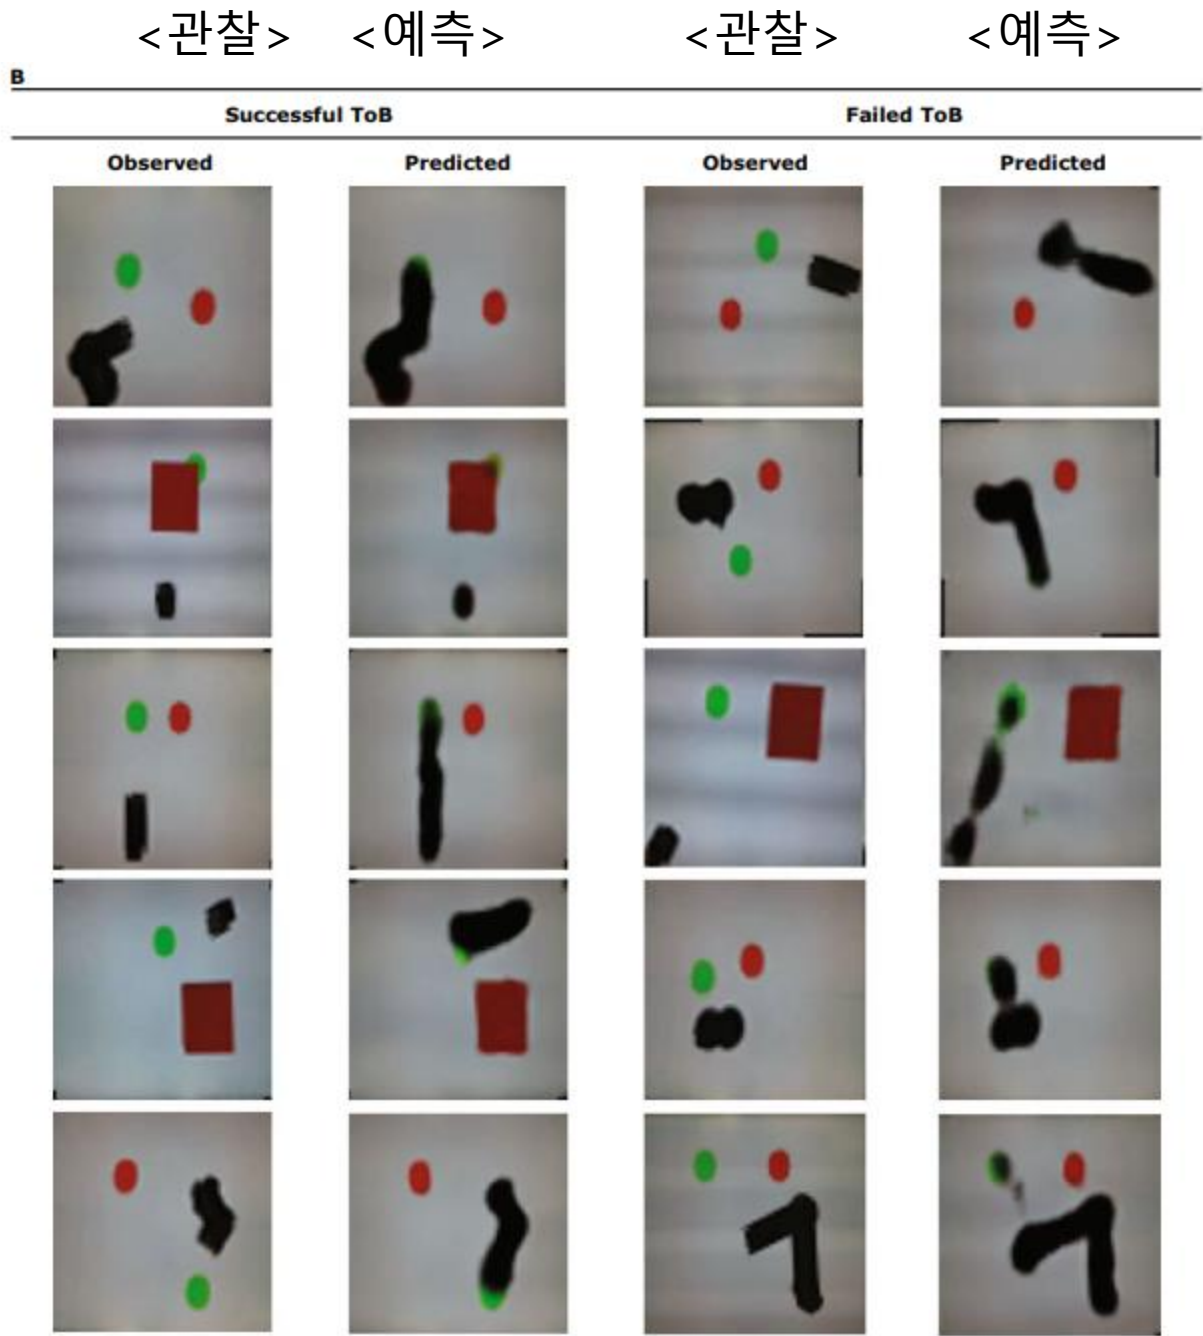 <관찰> <예측> <관찰> <예측>
B
Successful ToB Failed ToB
Observed Predicted Observed Predicted